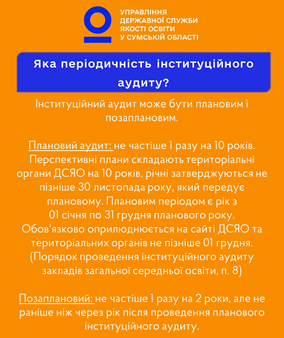 УПРАВЛІННЯ
ДЕРЖАВНОЇ СЛУЖБИ
ЯКОСТІ ОСВІТИ
У СУМСЬКІЙ ОБЛАСТІ
Яка періодичність інституційного
аудиту?
Інституційний аудит може бути плановим і
позаплановим.
Плановий аудит: не частіше 1 разу на 10 років.
Перспективні плани складають територіальні
органи ДСЯО на 10 років, річні затверджуються не
пізніше 30 листопада року, який передує
плановому. Плановим періодом є рік з
01 січня по 31 грудня планового року.
Обов'язково оприлюднюється на сайті ДСЯО та
територіальних органів не пізніше 01 грудня.
(Порядок проведення інституційного аудиту
закладів загальної середньої освіти, п. 8)
Позаплановий: не частіше 1 разу на 2 роки, але не
раніше ніж через рік після проведення планового
інституційного аудиту.